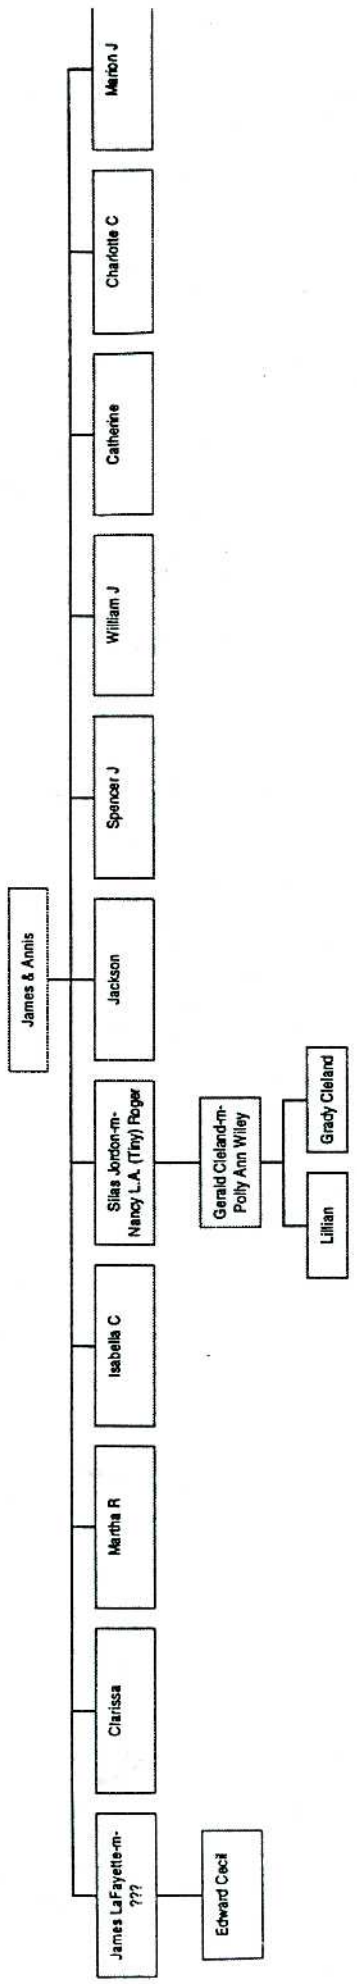 James & Annis
James LaFayette-m-
???
Clarissa
Martha R
Isabella C
Silas Jordon-m-
Nancy L.A. (Tiny) Roger
Jackson
Spencer J
William J
Catherine
Charlotte C
Marion J
Edward Cecil
Gerald Cleland-m-
Polly Ann Wiley
Lillian
Grady Cleland